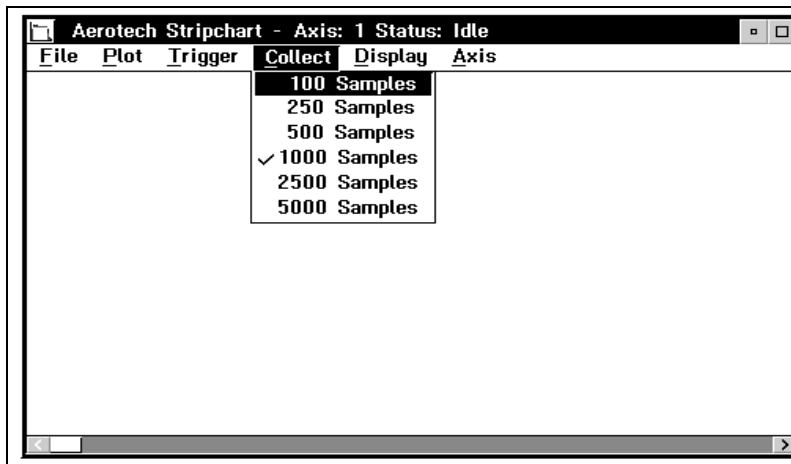 Aerotech Stripchart - Axis: 1 Status: Idle
File Plot Trigger Collect Display Axis
100 Samples
250 Samples
500 Samples
✓ 1000 Samples
2500 Samples
5000 Samples